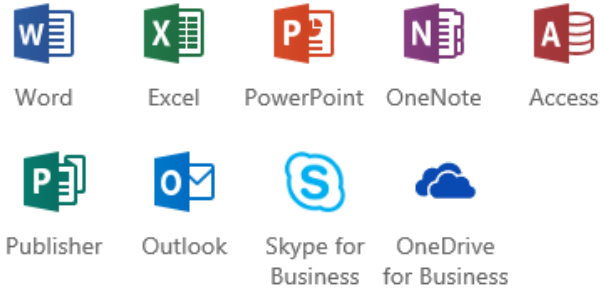 W X P N A
Word Excel PowerPoint OneNote Access
P O S
Publisher Outlook Skype for OneDrive
Business for Business